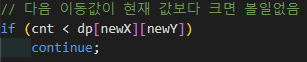 // 다음 이동값이 현재 값보다 크면 볼일없음
if (cnt < dp[newX][newY])
    continue;